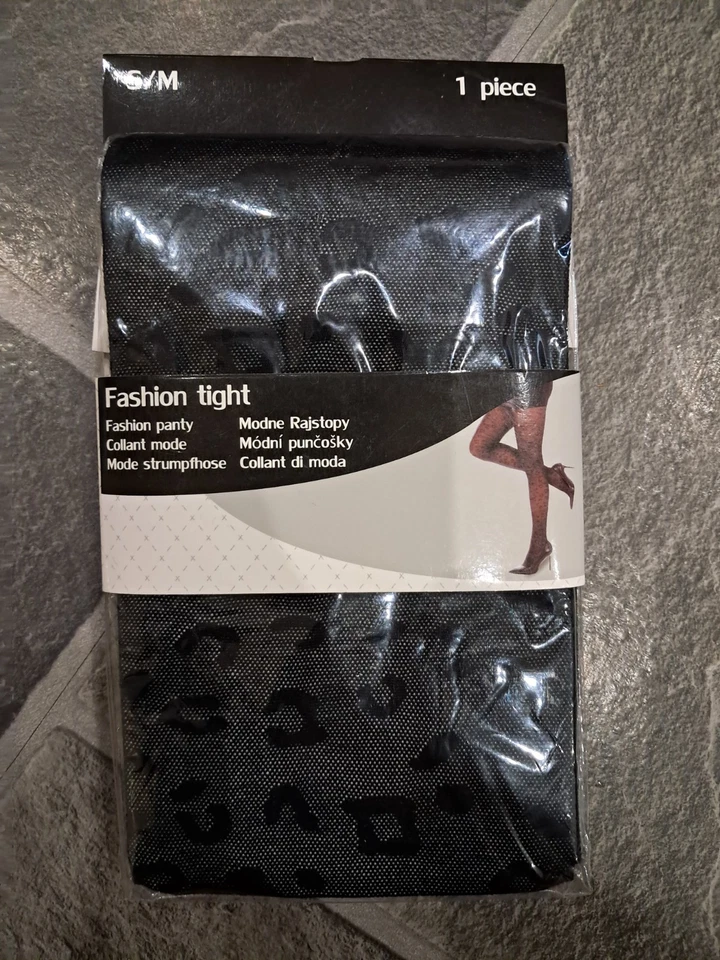 S/M
1 piece
Fashion tight
Fashion panty
Collant mode
Mode strumpfhose
Modne Rajstopy
Módní punčošky
Collant di moda